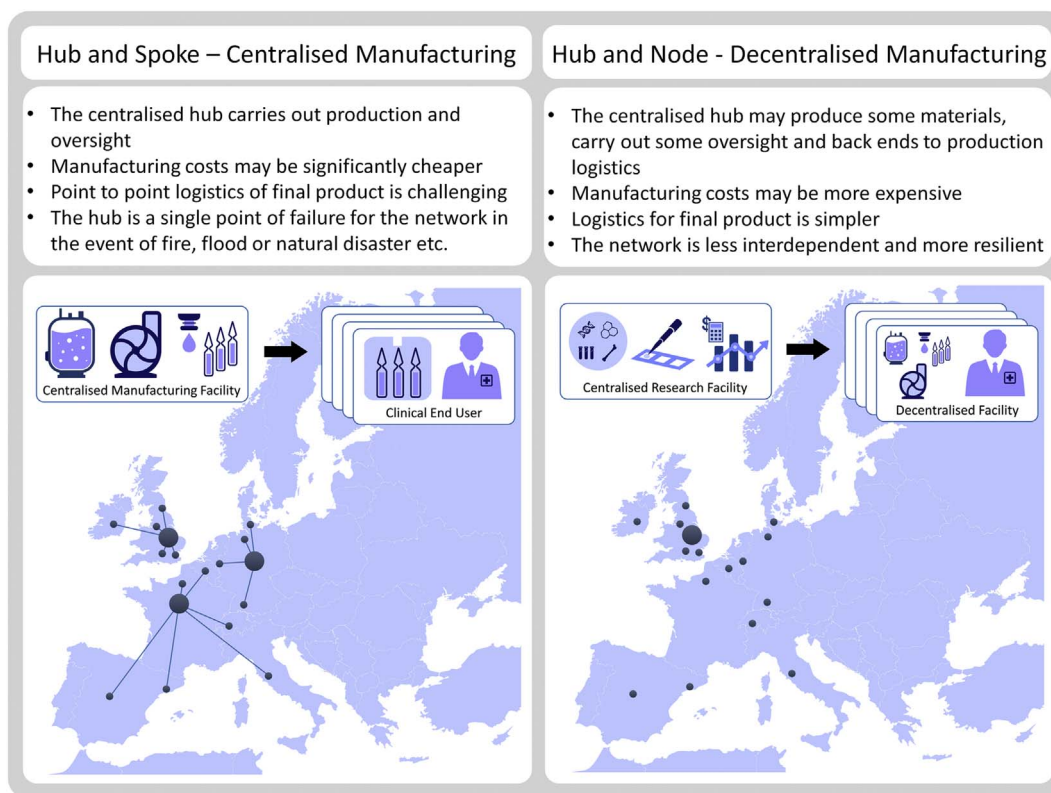 Hub and Spoke – Centralised Manufacturing
• The centralised hub carries out production and
oversight
• Manufacturing costs may be significantly cheaper
• Point to point logistics of final product is challenging
• The hub is a single point of failure for the network in
the event of fire, flood or natural disaster etc.
Centralised Manufacturing Facility
Clinical End User
Hub and Node - Decentralised Manufacturing
• The centralised hub may produce some materials,
carry out some oversight and back ends to production
logistics
• Manufacturing costs may be more expensive
• Logistics for final product is simpler
• The network is less interdependent and more resilient
$
Centralised Research Facility
Decentralised Facility